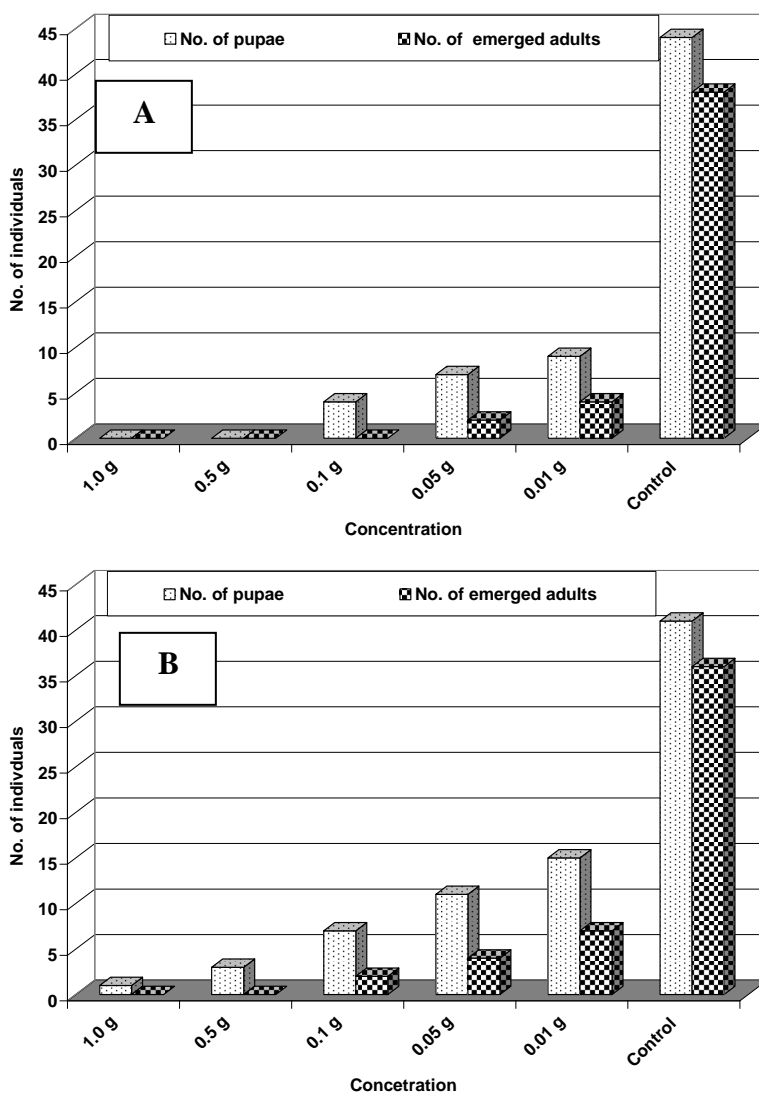 No. of pupae No. of emerged adults
A
45
40
35
30
25
20
15
10
5
0
No. of individuals
1.0 g 0.5 g 0.1 g 0.05 g 0.01 g Control
Concentration
No. of pupae No. of emerged adults
B
45
40
35
30
25
20
15
10
5
0
No. of indivduals
1.0 g 0.5 g 0.1 g 0.05 g 0.01 g Control
Concetration